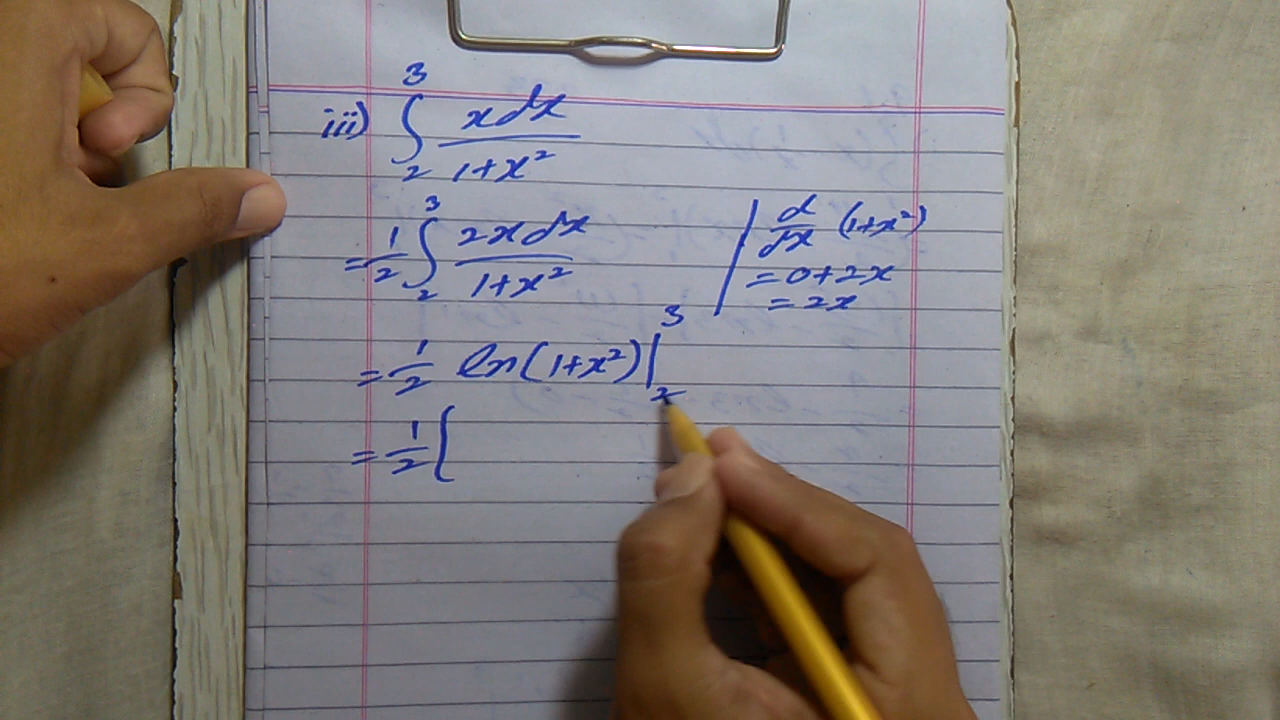 iii) ∫₂³ x dx / 1+x²
= 1/2 ∫₂³ 2x dx / 1+x²
| d/dx (1+x²)
= 0+2x
= 2x
= 1/2 ln(1+x²)|₂³
= 1/2 [